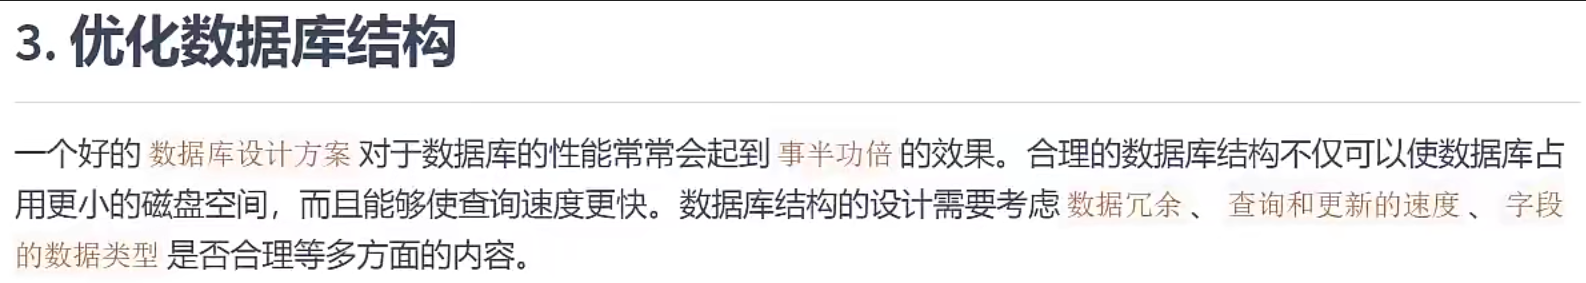 3. 优化数据库结构
一个好的 数据库设计方案 对于数据库的性能常常会起到 事半功倍 的效果。合理的数据库结构不仅可以使数据库占
用更小的磁盘空间，而且能够使查询速度更快。数据库结构的设计需要考虑 数据冗余 、 查询和更新的速度 、 字段
的数据类型 是否合理等多方面的内容。